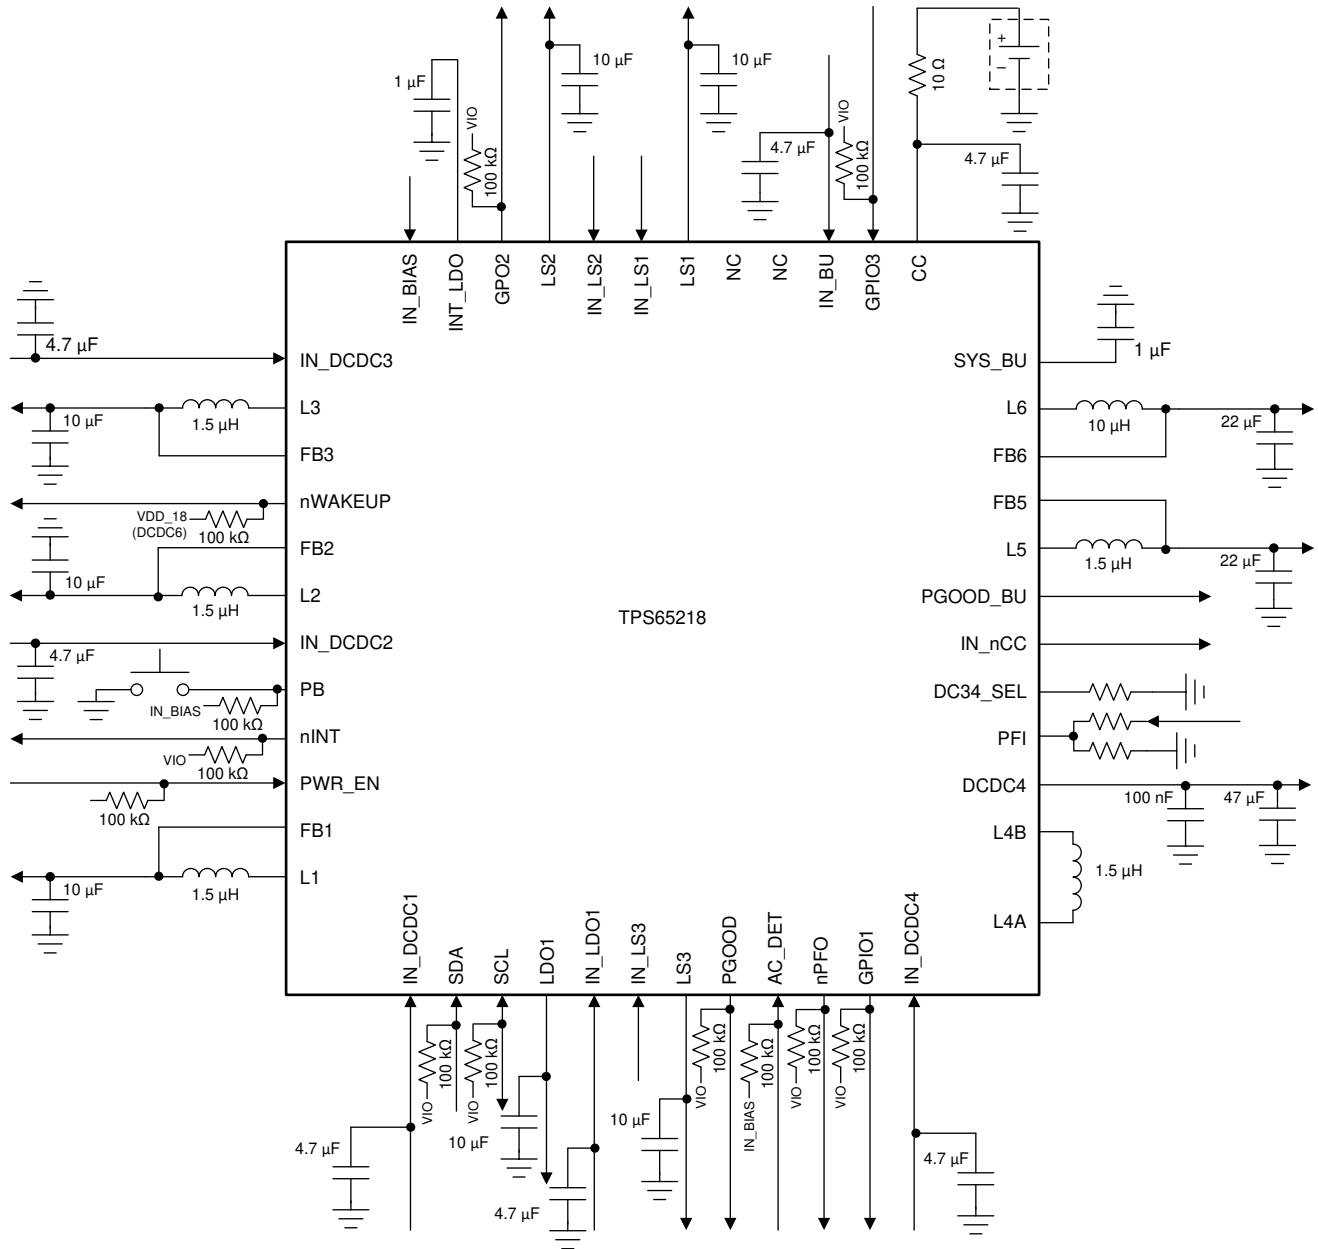 1 µF
VIO
100 kΩ
10 µF
10 µF
4.7 µF
VIO
100 kΩ
10 Ω
+
−
4.7 µF
IN_BIAS
INT_LDO
GPO2
LS2
IN_LS2
IN_LS1
LS1
NC
NC
IN_BU
GPIO3
CC
4.7 µF
IN_DCDC3
L3
10 µF
1.5 µH
FB3
nWAKEUP
VDD_18
(DCDC6)
100 kΩ
FB2
10 µF
L2
1.5 µH
IN_DCDC2
4.7 µF
PB
IN_BIAS
100 kΩ
nINT
VIO
100 kΩ
PWR_EN
100 kΩ
FB1
L1
10 µF
1.5 µH
TPS65218
SYS_BU
1 µF
L6
10 µH
22 µF
FB6
FB5
L5
1.5 µH
22 µF
PGOOD_BU
IN_nCC
DC34_SEL
PFI
DCDC4
100 nF
47 µF
L4B
1.5 µH
L4A
IN_DCDC1
SDA
SCL
LDO1
IN_LDO1
IN_LS3
LS3
PGOOD
AC_DET
nPFO
GPIO1
IN_DCDC4
100 kΩ
VIO
100 kΩ
VIO
100 kΩ
VIO
100 kΩ
IN_BIAS
100 kΩ
VIO
100 kΩ
VIO
4.7 µF
10 µF
4.7 µF
10 µF
4.7 µF